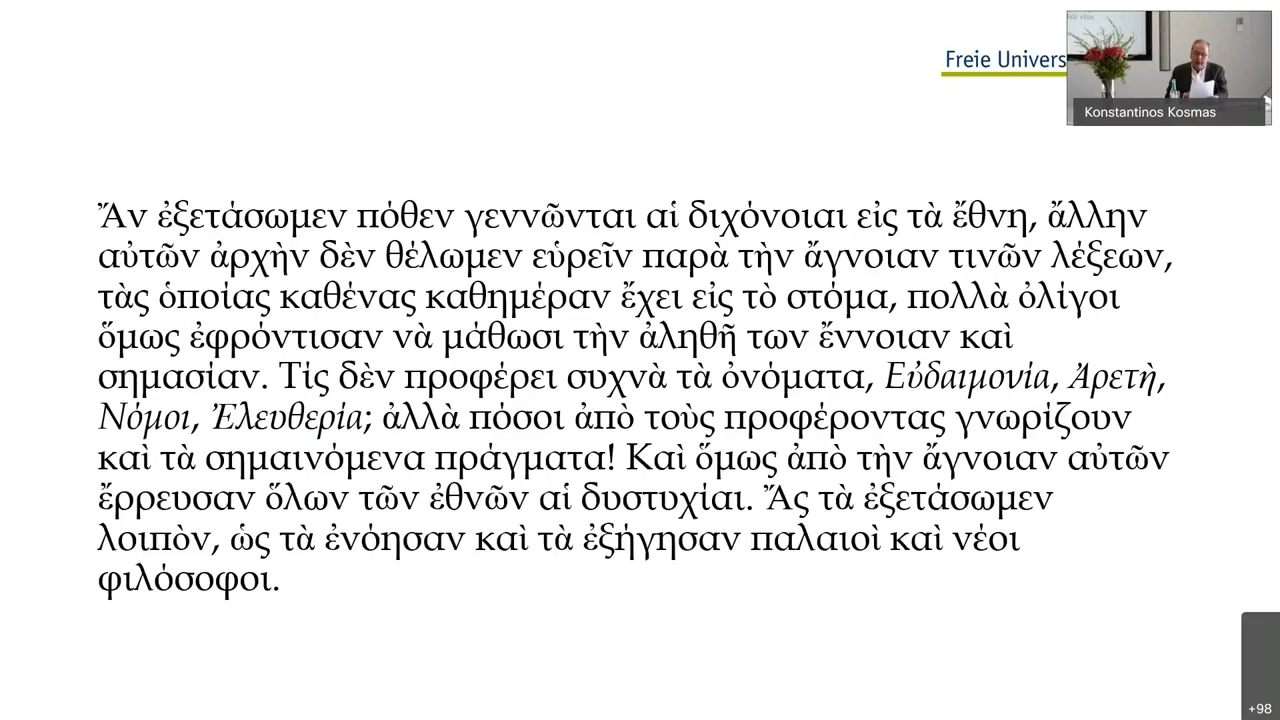 Freie Univers
Konstantinos Kosmas
Ἂν ἐξετάσωμεν πόθεν γεννῶνται αἱ διχόνοιαι εἰς τὰ ἔθνη, ἄλλην
αὐτῶν ἀρχὴν δὲν θέλωμεν εὑρεῖν παρὰ τὴν ἄγνοιαν τινῶν λέξεων,
τὰς ὁποίας καθένας καθημέραν ἔχει εἰς τὸ στόμα, πολλὰ ὀλίγοι
ὅμως ἐφρόντισαν νὰ μάθωσι τὴν ἀληθῆ των ἔννοιαν καὶ
σημασίαν. Τίς δὲν προφέρει συχνὰ τὰ ὀνόματα, Εὐδαιμονία, Ἀρετὴ,
Νόμοι, Ἐλευθερία; ἀλλὰ πόσοι ἀπὸ τοὺς προφέροντας γνωρίζουν
καὶ τὰ σημαινόμενα πράγματα! Καὶ ὅμως ἀπὸ τὴν ἄγνοιαν αὐτῶν
ἔρρευσαν ὅλων τῶν ἐθνῶν αἱ δυστυχίαι. Ἂς τὰ ἐξετάσωμεν
λοιπὸν, ὡς τὰ ἐνόησαν καὶ τὰ ἐξήγησαν παλαιοὶ καὶ νέοι
φιλόσοφοι.
+98